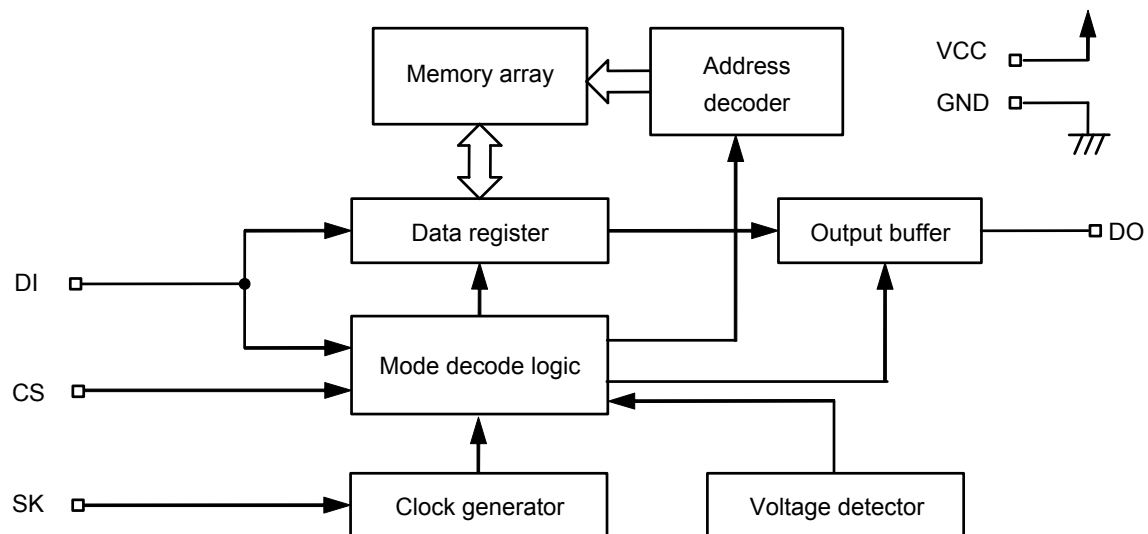 Memory array
Address
decoder
VCC
GND
Data register
Output buffer
DO
DI
Mode decode logic
CS
SK
Clock generator
Voltage detector